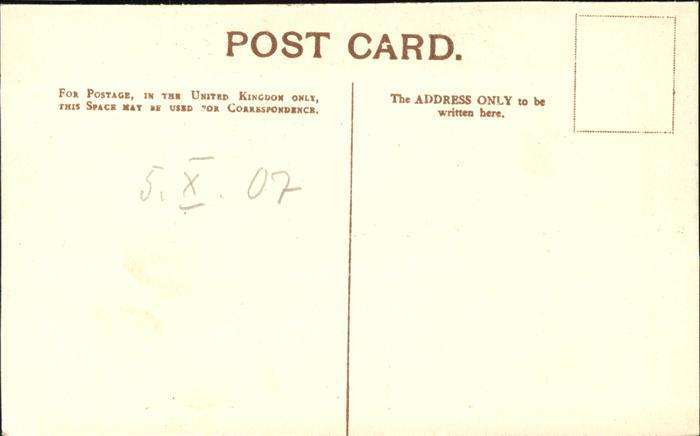 POST CARD.
FOR POSTAGE, IN THE UNITED KINGDOM ONLY,
THIS SPACE MAY BE USED FOR CORRESPONDENCE.
The ADDRESS ONLY to be
written here.
5. X. 07